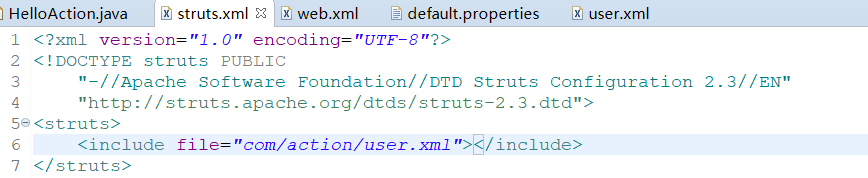 HelloAction.java struts.xml web.xml default.properties user.xml
1 <?xml version="1.0" encoding="UTF-8"?>
2 <!DOCTYPE struts PUBLIC
3 "-//Apache Software Foundation//DTD Struts Configuration 2.3//EN"
4 "http://struts.apache.org/dtds/struts-2.3.dtd">
5 <struts>
6 <include file="com/action/user.xml"></include>
7 </struts>